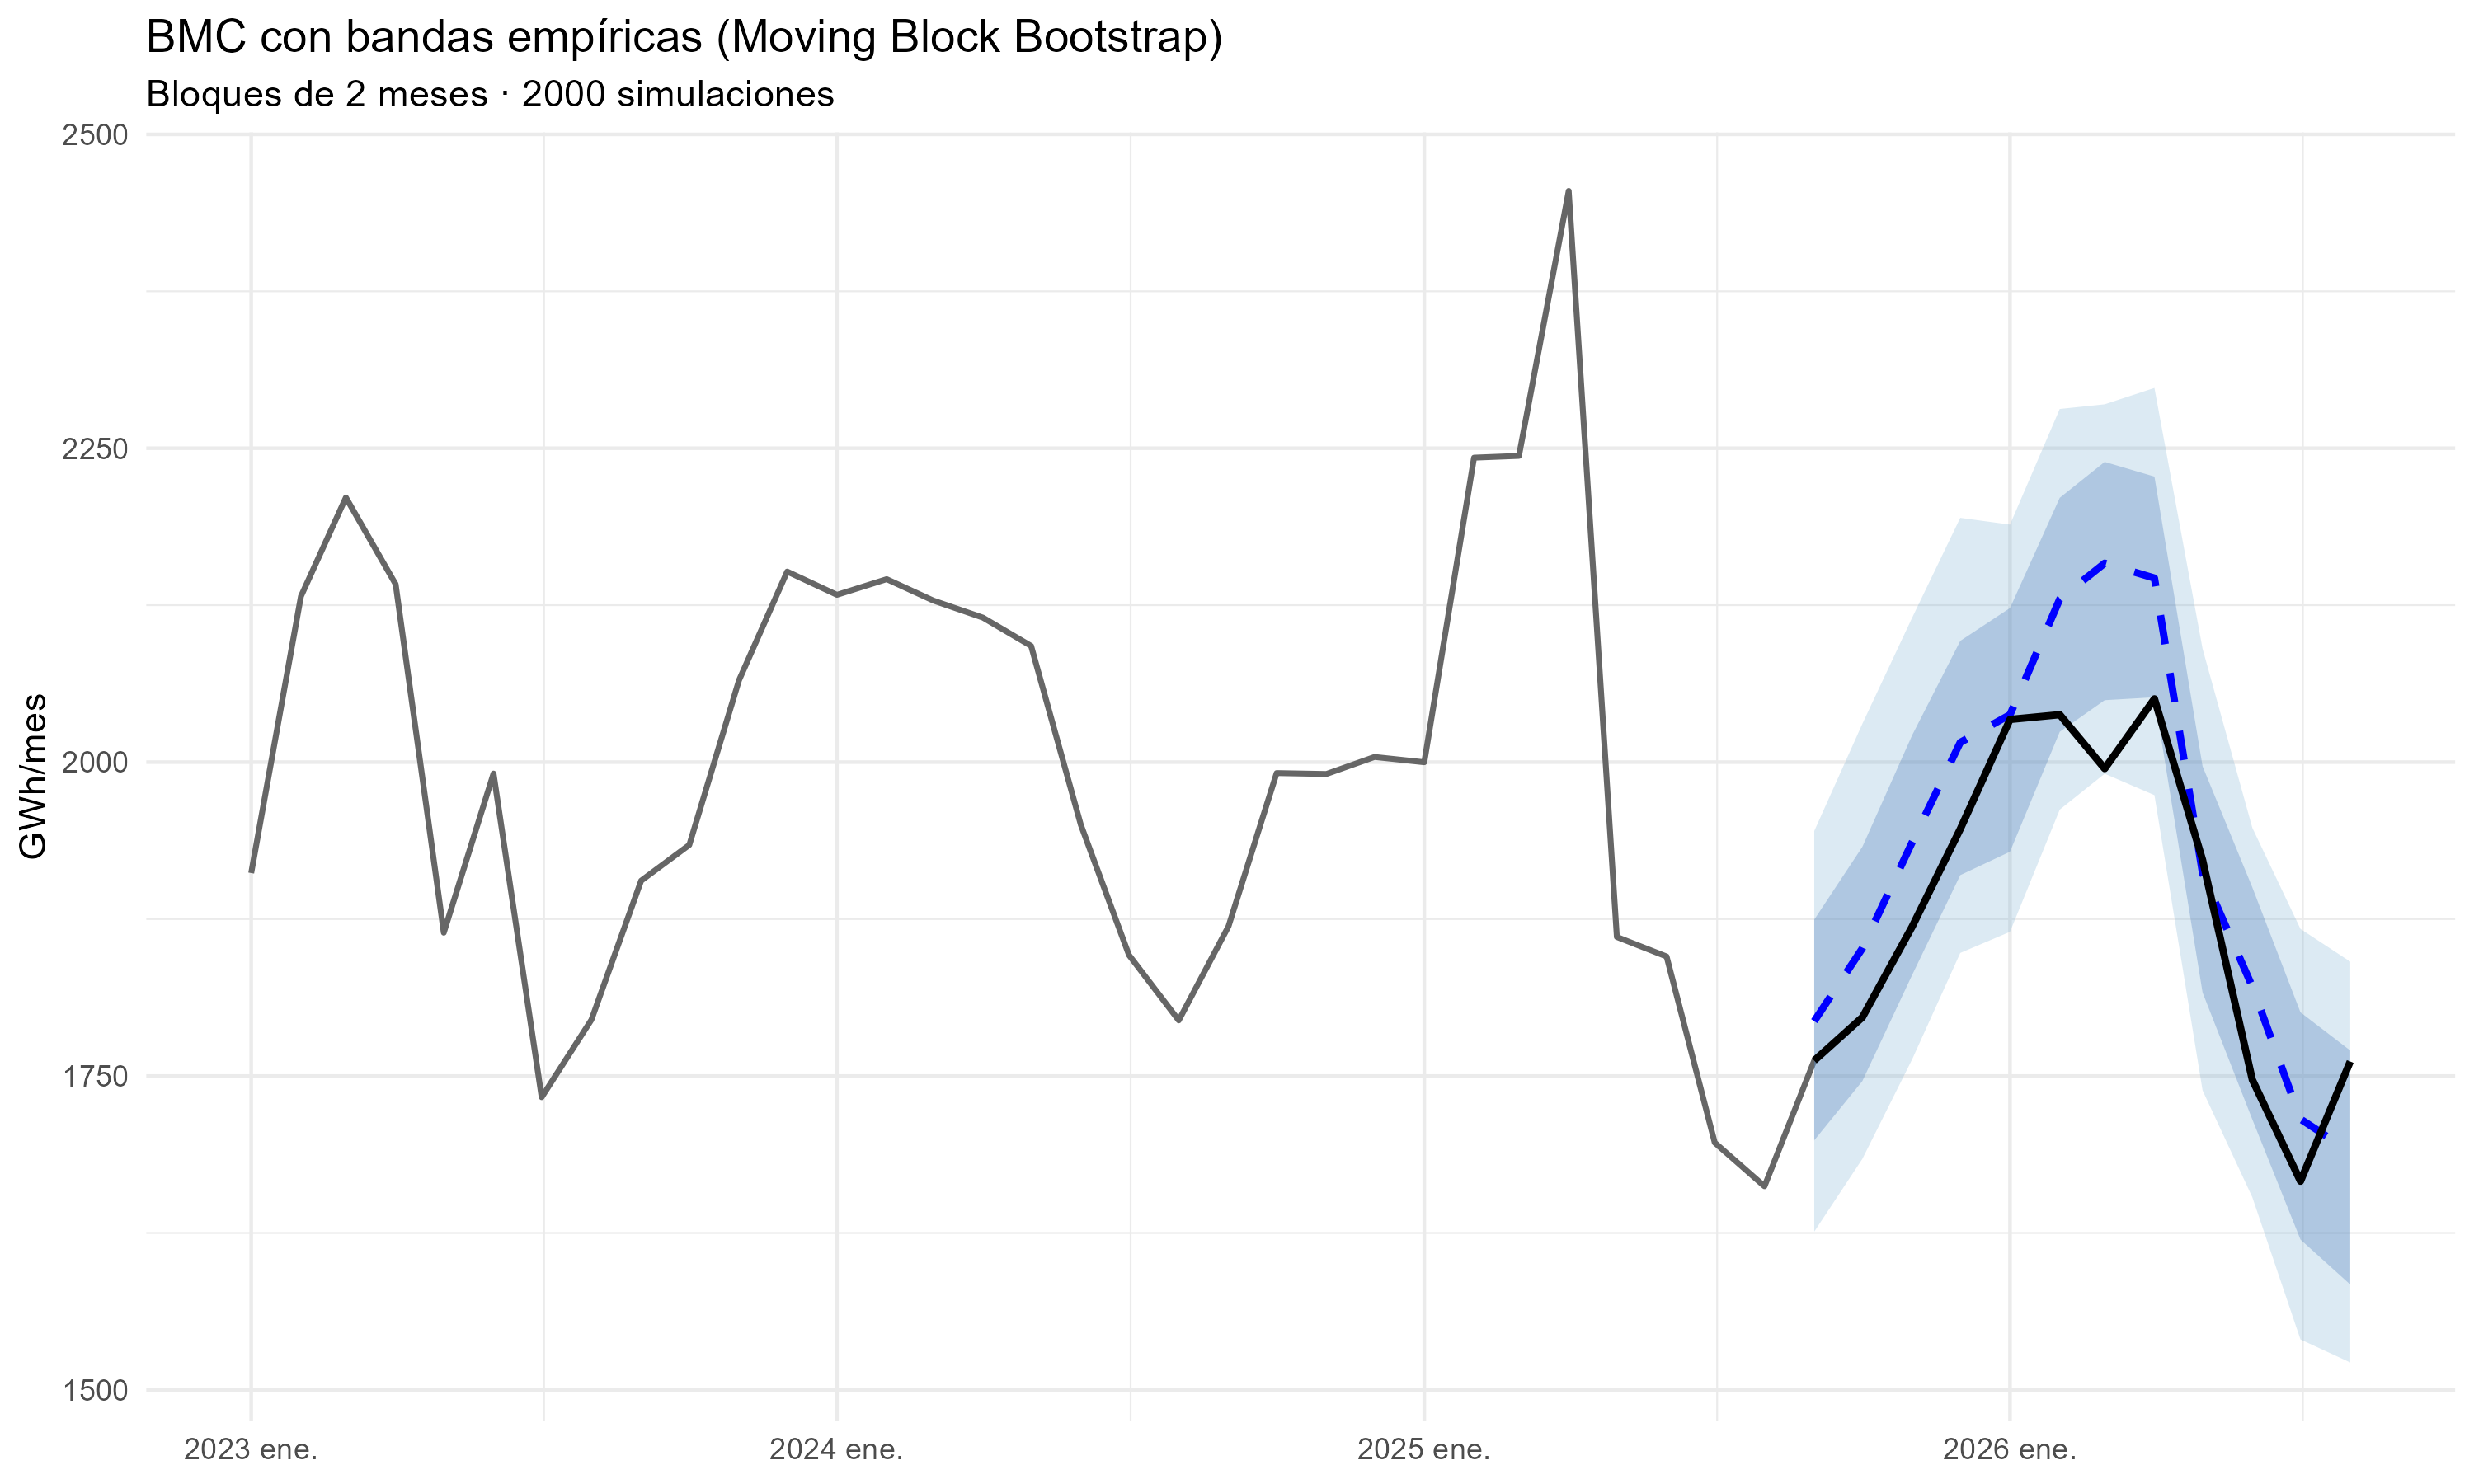 BMC con bandas empíricas (Moving Block Bootstrap)
Bloques de 2 meses · 2000 simulaciones
2500
2250
2000
1750
1500
GWh/mes
2023 ene.
2024 ene.
2025 ene.
2026 ene.